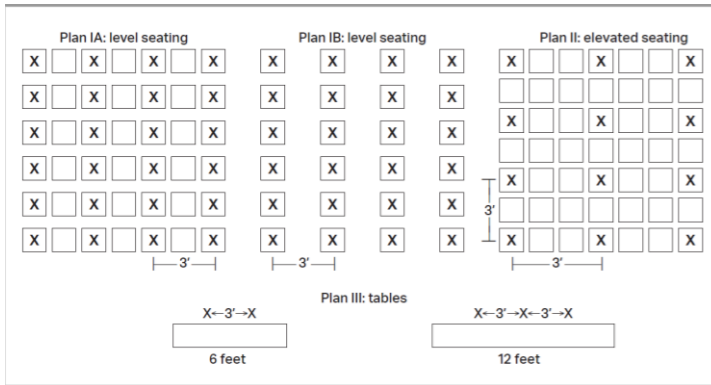 Plan IA: level seating Plan IB: level seating Plan II: elevated seating
X X X X X X X X X X X
X X X X X X X X
X X X X X X X X X X X
X X X X X X X X X X X
3'
X X X X X X X X
X X X X X X X X X X X
3' 3' 3'
Plan III: tables
X←3'→X X←3'→X←3'→X
6 feet 12 feet